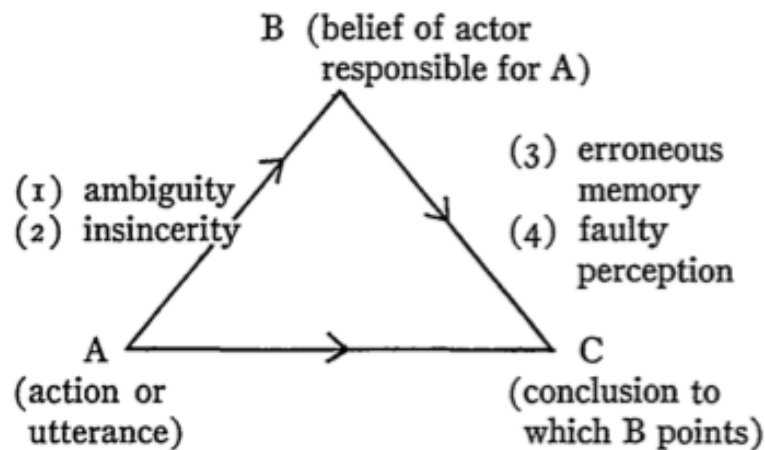 B (belief of actor
responsible for A)
(1) ambiguity
(2) insincerity
(3) erroneous
memory
(4) faulty
perception
A
(action or
utterance)
C
(conclusion to
which B points)